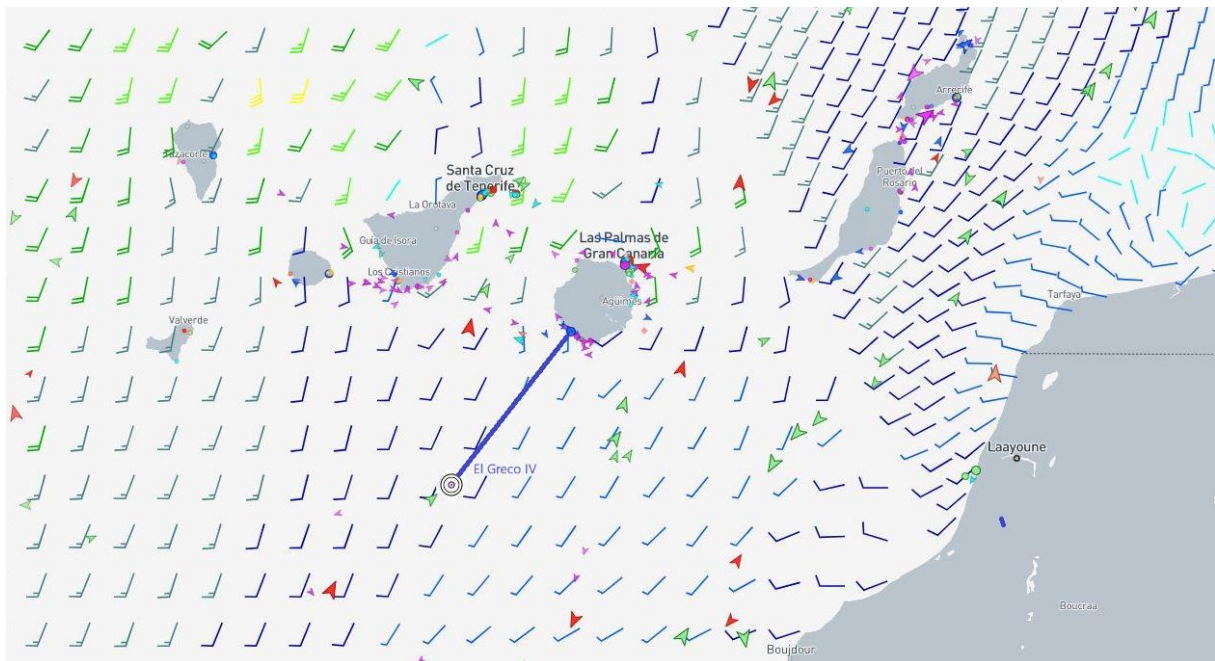 Arrecife
Tazacorte
Santa Cruz
de Tenerife
Puerto del
Rosario
La Orotava
Guía de Isora
Las Palmas de
Gran Canaria
Los Cristianos
Agüimes
Tarfaya
Valverde
Laayoune
El Greco IV
Boucraa
Boujdour